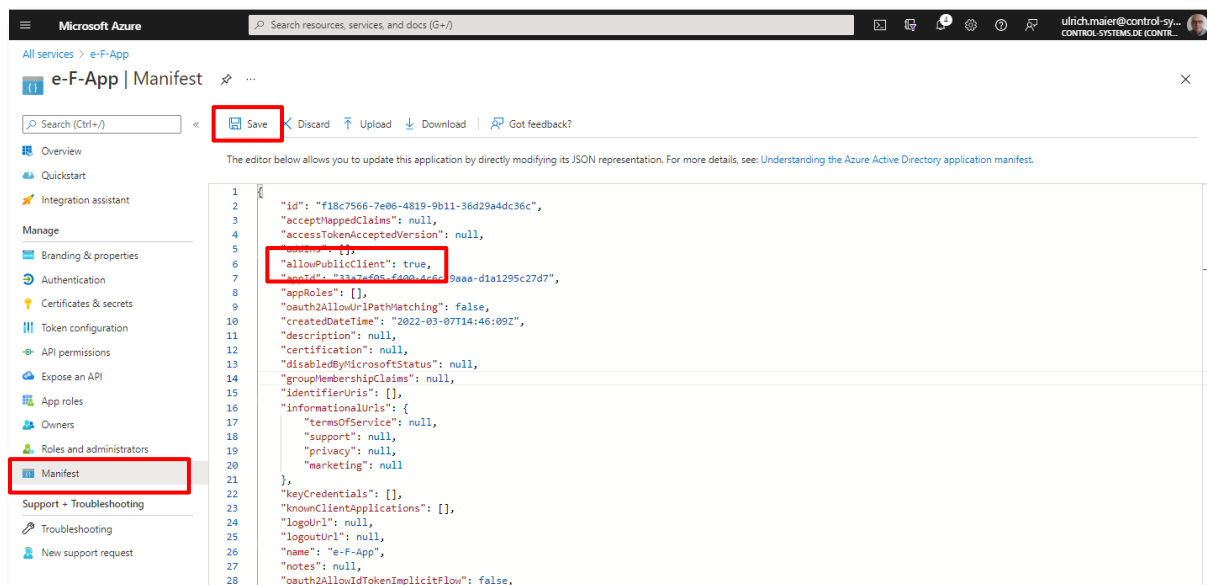 Microsoft Azure
Search resources, services, and docs (G+/)
4
ulrich.maier@control-sy...
CONTROL-SYSTEMS.DE (CONTR...
All services > e-F-App
e-F-App | Manifest
Search (Ctrl+/)
«
Save
Discard
Upload
Download
Got feedback?
Overview
Quickstart
Integration assistant
Manage
Branding & properties
Authentication
Certificates & secrets
Token configuration
API permissions
Expose an API
App roles
Owners
Roles and administrators
Manifest
Support + Troubleshooting
Troubleshooting
New support request
The editor below allows you to update this application by directly modifying its JSON representation. For more details, see: Understanding the Azure Active Directory application manifest.
1 {
2 "id": "f18c7566-7e06-4819-9b11-36d29a4dc36c",
3 "acceptMappedClaims": null,
4 "accessTokenAcceptedVersion": null,
5 "addIns": [],
6 "allowPublicClient": true,
7 "appId": "33a7ef05-f400-4c6c-9aaa-d1a1295c27d7",
8 "appRoles": [],
9 "oauth2AllowUrlPathMatching": false,
10 "createdDateTime": "2022-03-07T14:46:09Z",
11 "description": null,
12 "certification": null,
13 "disabledByMicrosoftStatus": null,
14 "groupMembershipClaims": null,
15 "identifierUris": [],
16 "informationalUrls": {
17 "termsOfService": null,
18 "support": null,
19 "privacy": null,
20 "marketing": null
21 },
22 "keyCredentials": [],
23 "knownClientApplications": [],
24 "logoUrl": null,
25 "logoutUrl": null,
26 "name": "e-F-App",
27 "notes": null,
28 "oauth2AllowIdTokenImplicitFlow": false,